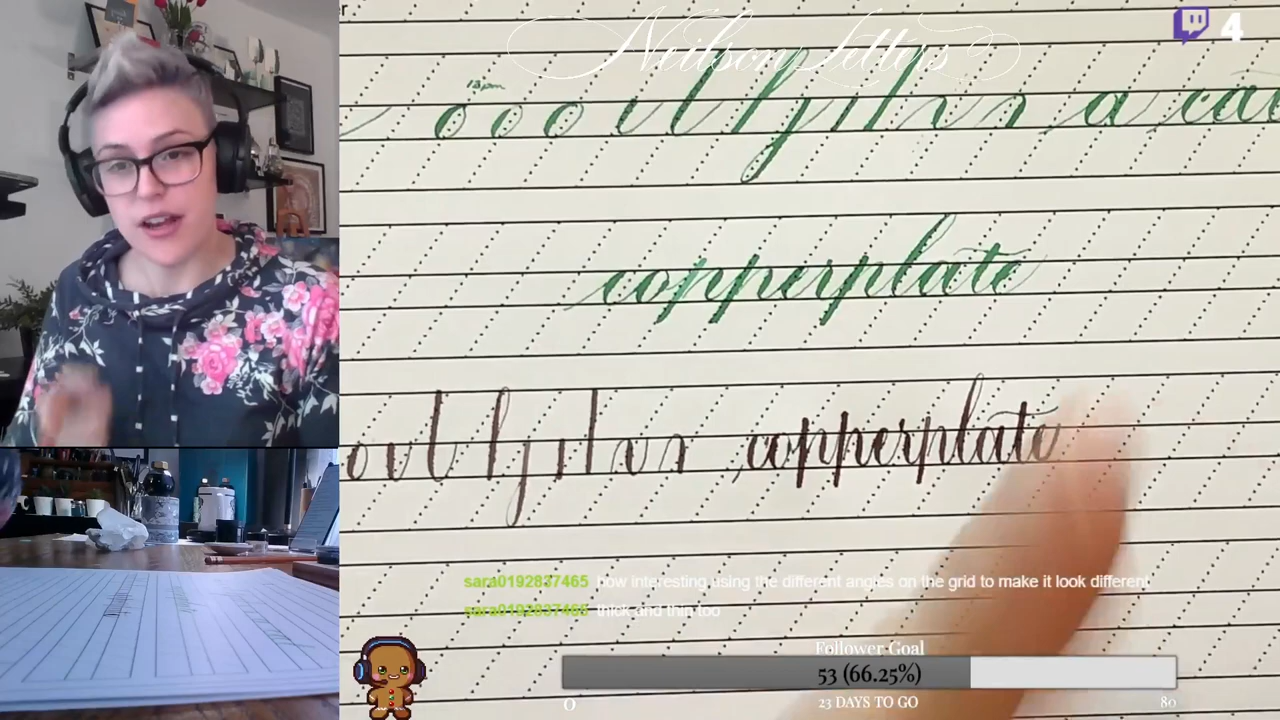 Neilson Letters
4
13pm
o o o v l l j i t x s a ca
copperplate
o v l l j i t x s copperplate
sara0192837465 how interesting using the different angles on the grid to make it look different
sara0192837465 thick and thin too
Follower Goal
53 (66.25%)
0 23 DAYS TO GO 80